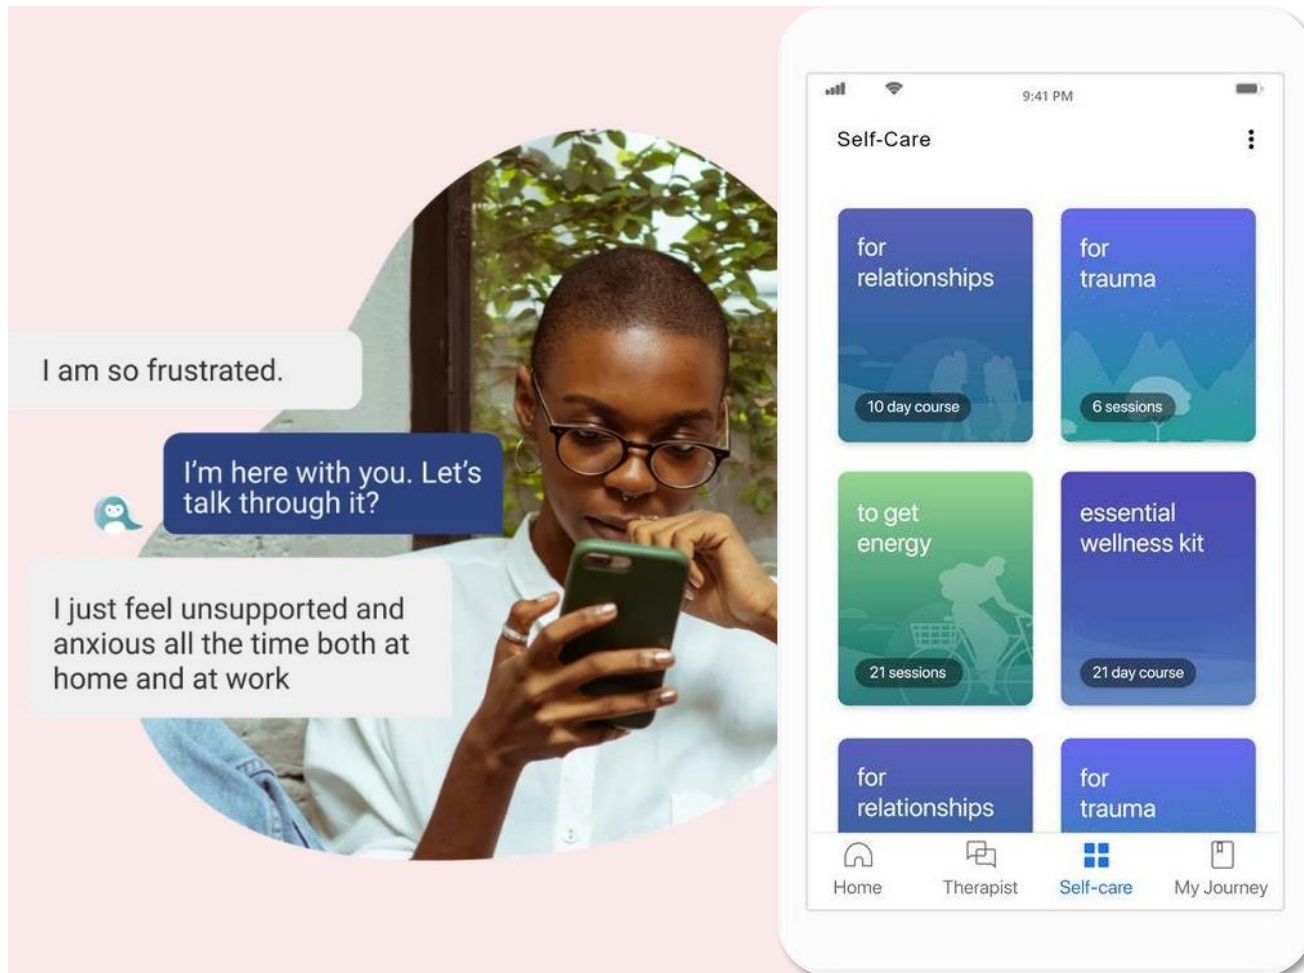 I am so frustrated.
I'm here with you. Let's
talk through it?
I just feel unsupported and
anxious all the time both at
home and at work
9:41 PM
Self-Care
for
relationships
10 day course
for
trauma
6 sessions
to get
energy
21 sessions
essential
wellness kit
21 day course
for
relationships
for
trauma
Home
Therapist
Self-care
My Journey